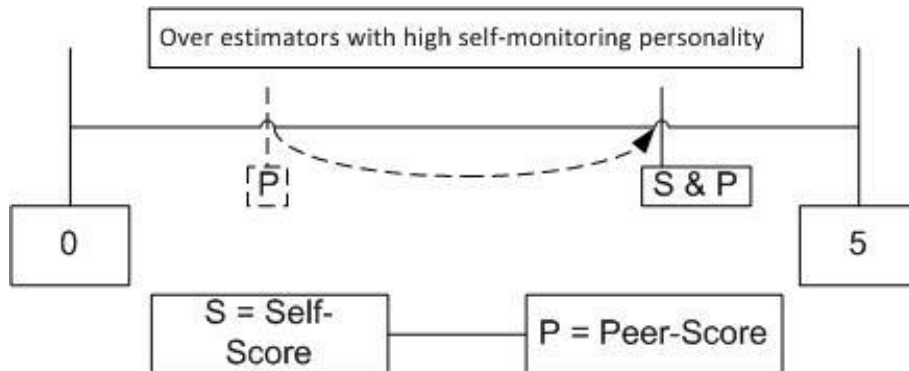 Over estimators with high self-monitoring personality
P
S & P
0
5
S = Self-
Score
P = Peer-Score